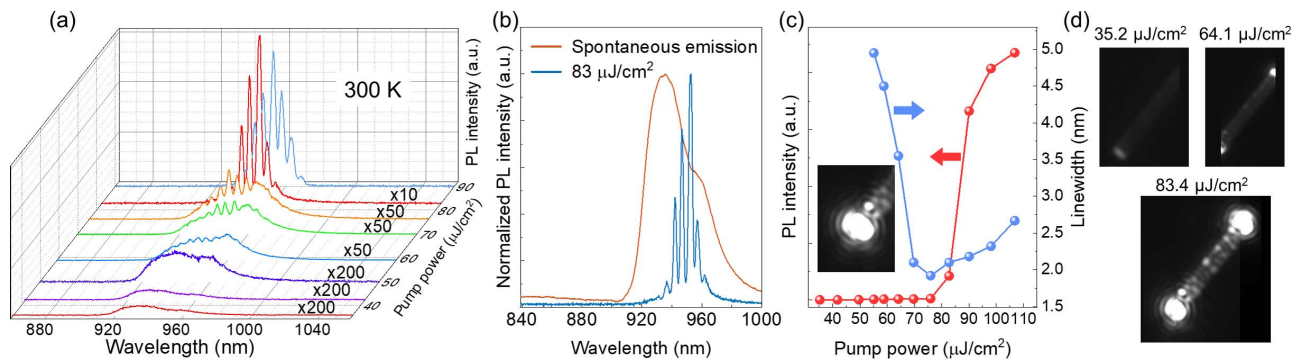 (a)
300 K
x10
x50
x50
x50
x200
x200
x200
PL intensity (a.u.)
90
80
70
60
50
40
Pump power (μJ/cm²)
880 920 960 1000 1040
Wavelength (nm)
(b)
Spontaneous emission
83 μJ/cm²
Normalized PL intensity (a.u.)
840 880 920 960 1000
Wavelength (nm)
(c)
PL intensity (a.u.)
5.0
4.5
4.0
3.5
3.0
2.5
2.0
1.5
Linewidth (nm)
40 50 60 70 80 90 100 110
Pump power (μJ/cm²)
(d)
35.2 μJ/cm²
64.1 μJ/cm²
83.4 μJ/cm²